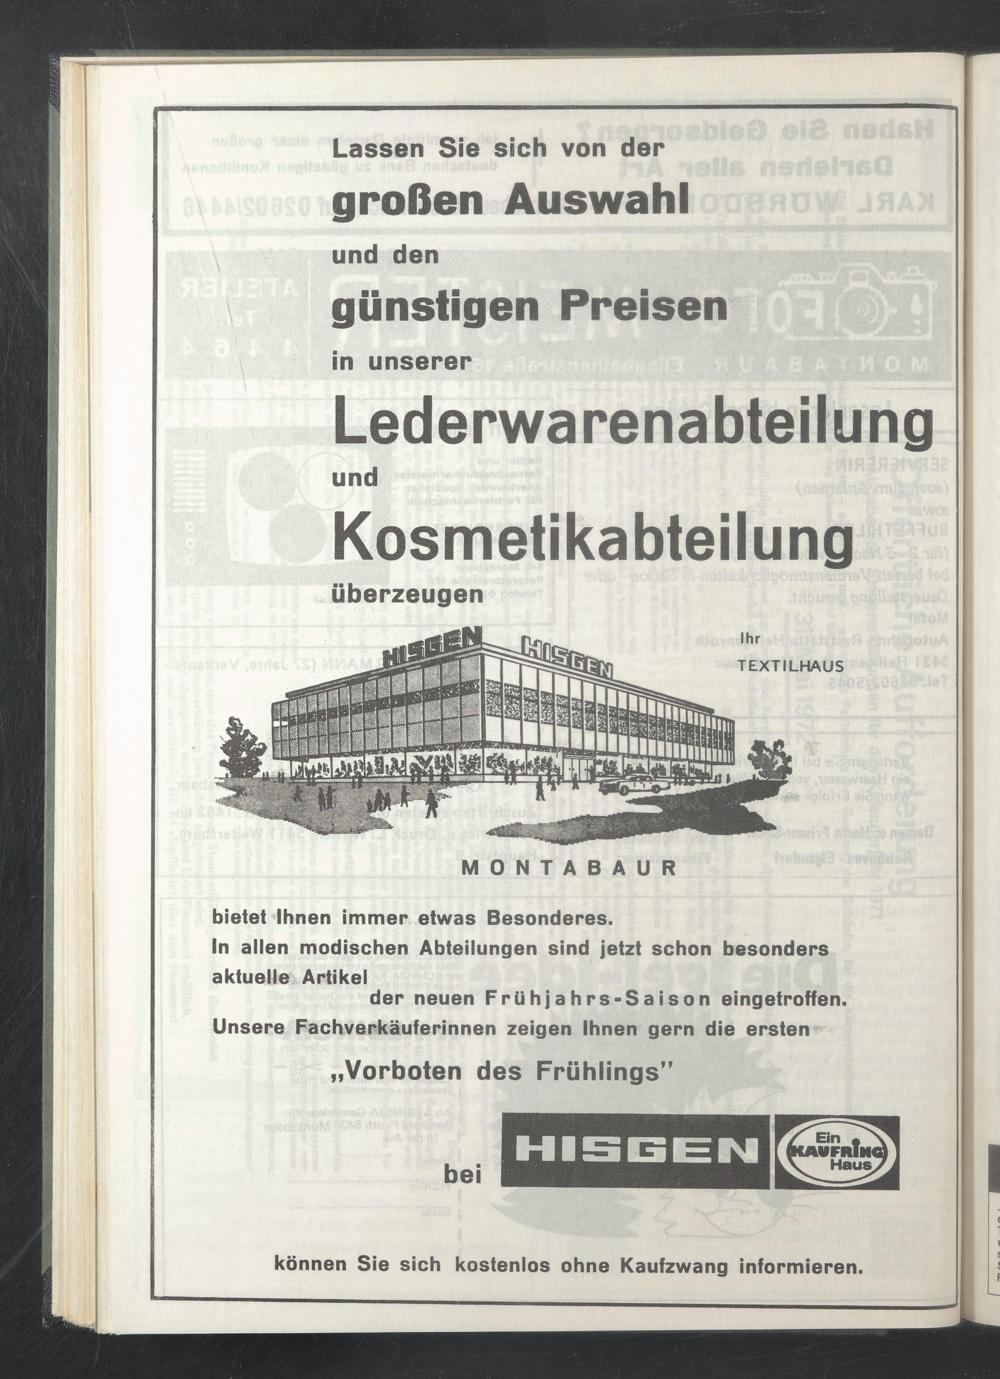 Lassen Sie sich von der
großen Auswahl
und den
günstigen Preisen
in unserer
Lederwarenabteilung
und
Kosmetikabteilung
überzeugen
HISGEN HISGEN
Ihr
TEXTILHAUS
MONTABAUR
bietet Ihnen immer etwas Besonderes.
In allen modischen Abteilungen sind jetzt schon besonders
aktuelle Artikel
der neuen Frühjahrs-Saison eingetroffen.
Unsere Fachverkäuferinnen zeigen Ihnen gern die ersten
„Vorboten des Frühlings”
bei HISGEN
Ein
KAUFRING
Haus
können Sie sich kostenlos ohne Kaufzwang informieren.